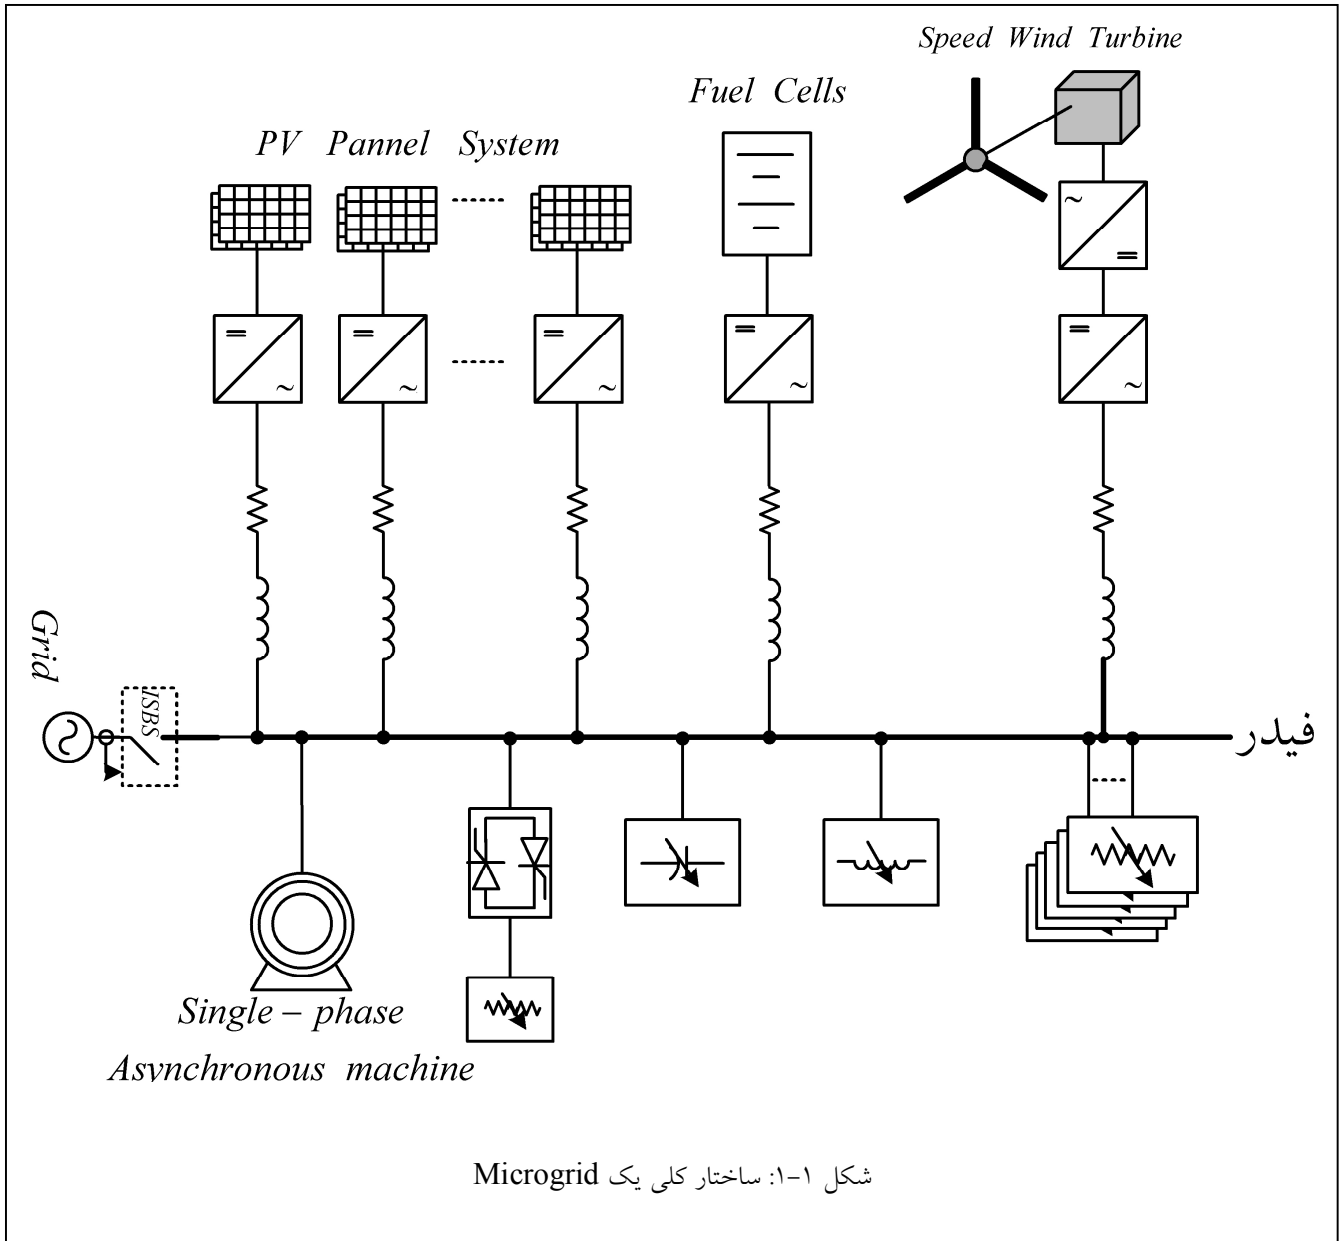 Speed Wind Turbine
Fuel Cells
PV Pannel System
Grid
ISBS
فیدر
Single – phase
Asynchronous machine
شکل ۱-۱: ساختار کلی یک Microgrid